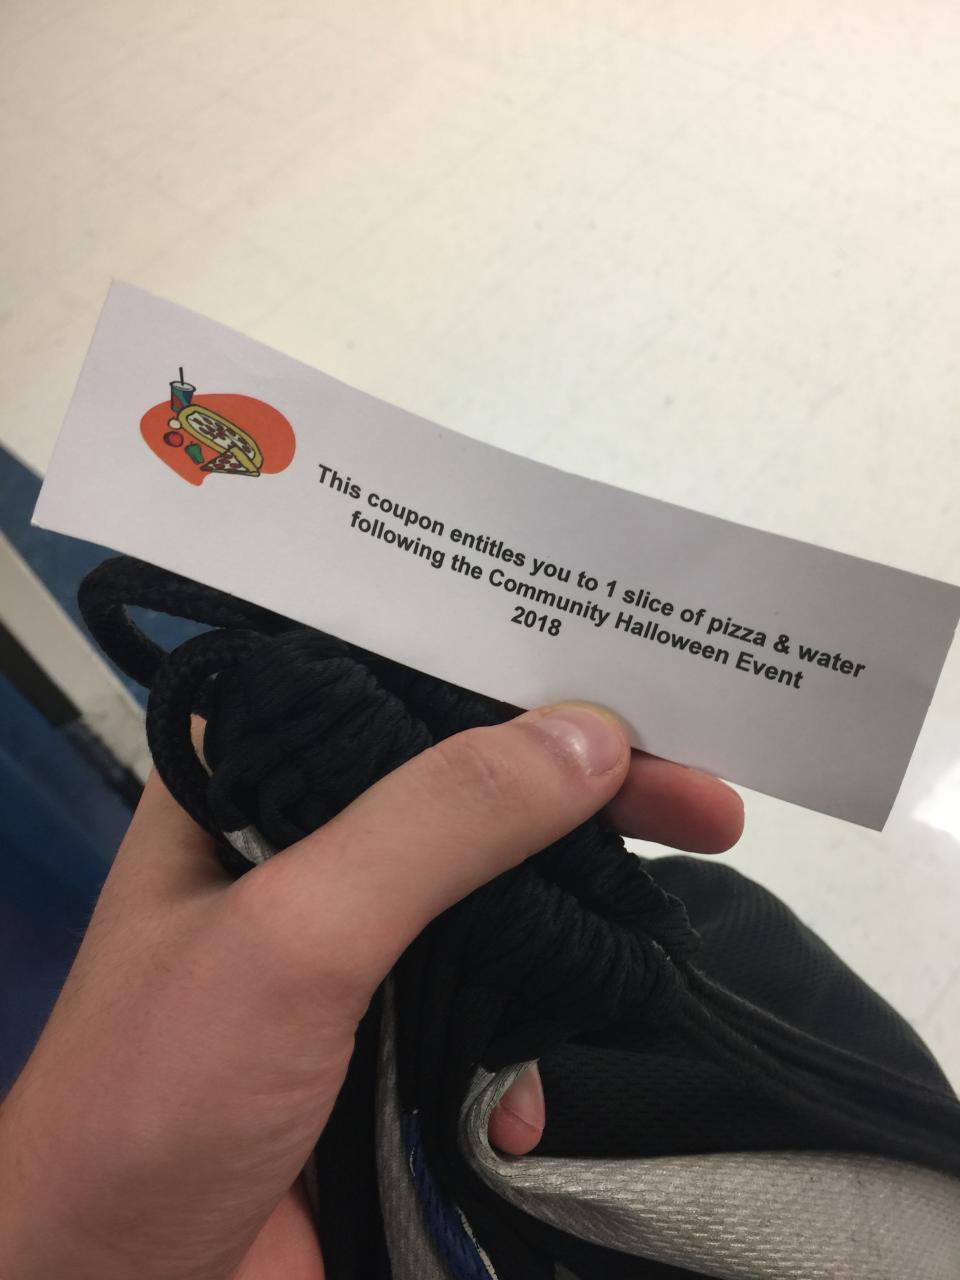 This coupon entitles you to 1 slice of pizza & water
following the Community Halloween Event
2018